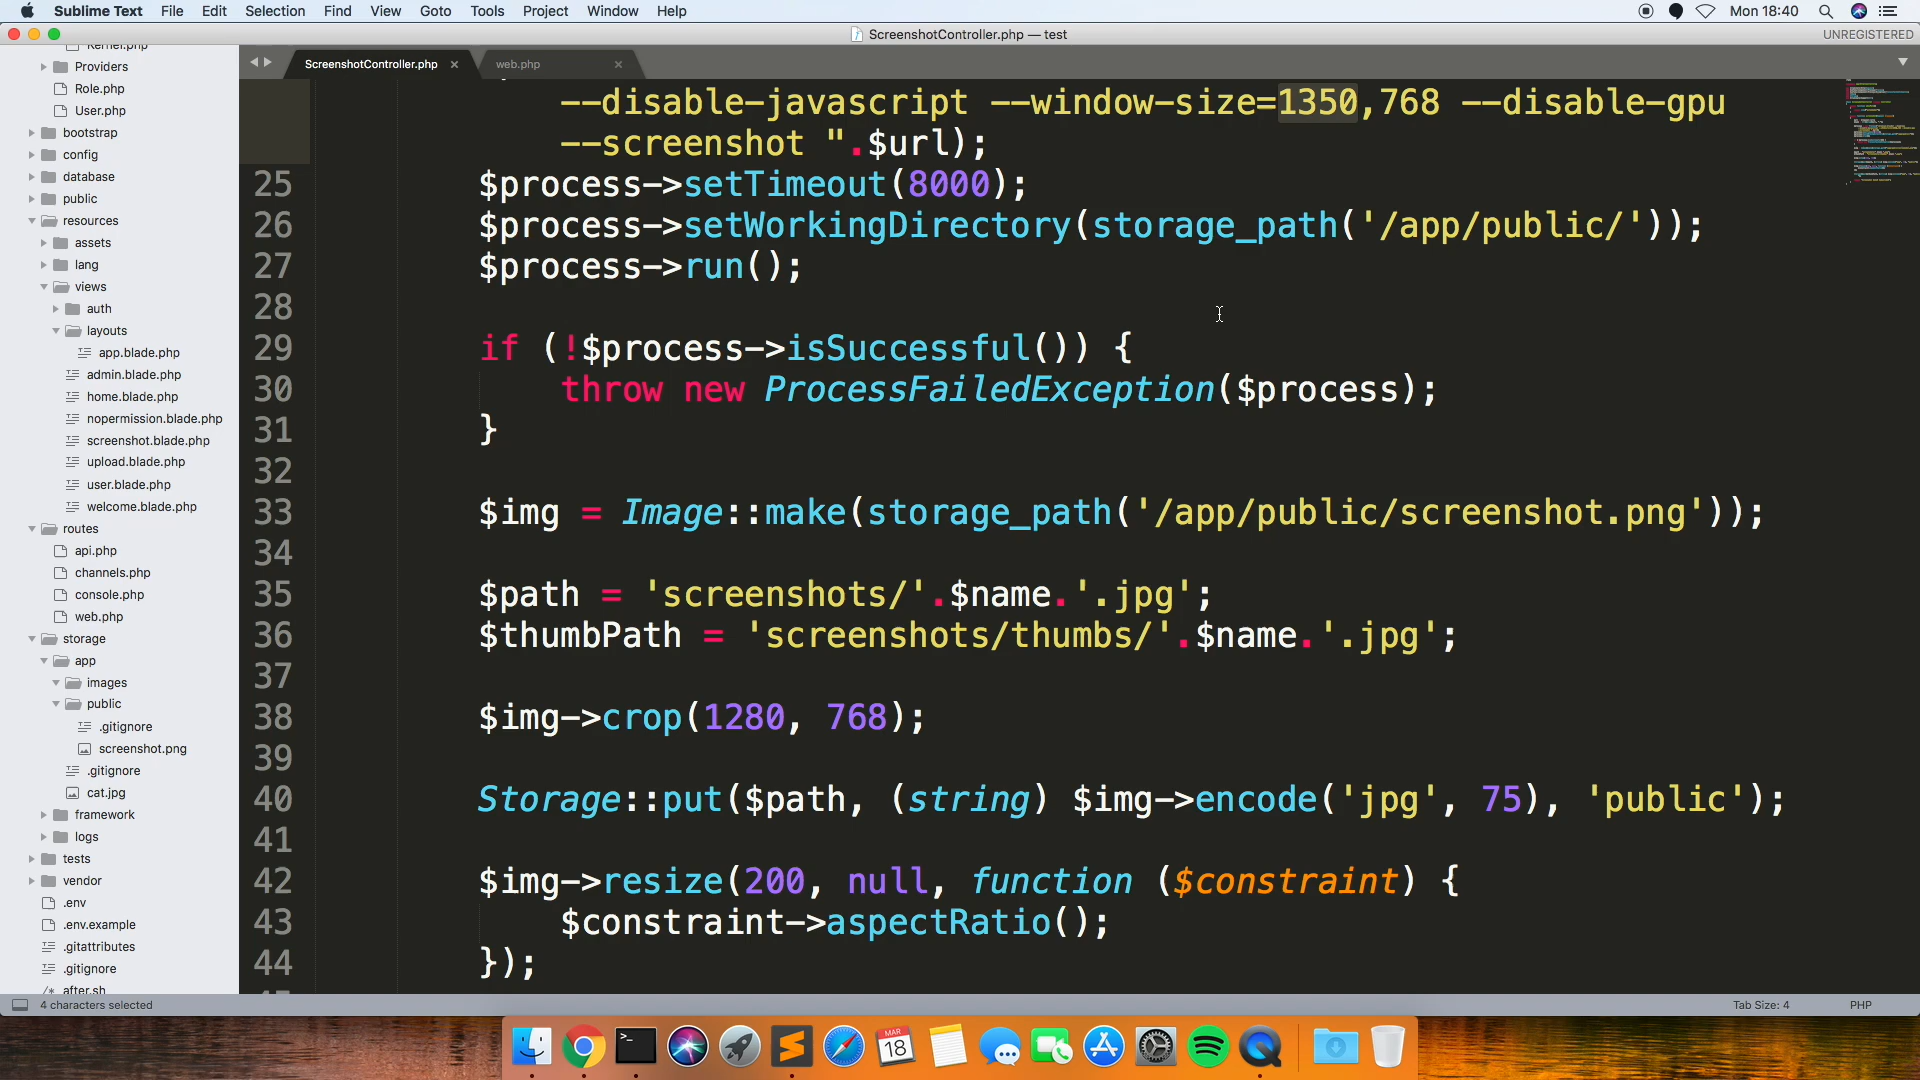 Sublime Text File Edit Selection Find View Goto Tools Project Window Help Mon 18:40
ScreenshotController.php — test UNREGISTERED
ScreenshotController.php × web.php ×
Kernel.php
Providers
Role.php
User.php
bootstrap
config
database
public
resources
assets
lang
views
auth
layouts
app.blade.php
admin.blade.php
home.blade.php
nopermission.blade.php
screenshot.blade.php
upload.blade.php
user.blade.php
welcome.blade.php
routes
api.php
channels.php
console.php
web.php
storage
app
images
public
.gitignore
screenshot.png
.gitignore
cat.jpg
framework
logs
tests
vendor
.env
.env.example
.gitattributes
.gitignore
/* after.sh
--disable-javascript --window-size=1350,768 --disable-gpu
--screenshot ".$url);
25 $process->setTimeout(8000);
26 $process->setWorkingDirectory(storage_path('/app/public/'));
27 $process->run();
28
29 if (!$process->isSuccessful()) {
30 throw new ProcessFailedException($process);
31 }
32
33 $img = Image::make(storage_path('/app/public/screenshot.png'));
34
35 $path = 'screenshots/'.$name.'.jpg';
36 $thumbPath = 'screenshots/thumbs/'.$name.'.jpg';
37
38 $img->crop(1280, 768);
39
40 Storage::put($path, (string) $img->encode('jpg', 75), 'public');
41
42 $img->resize(200, null, function ($constraint) {
43 $constraint->aspectRatio();
44 });
4 characters selected Tab Size: 4 PHP
MAR
18